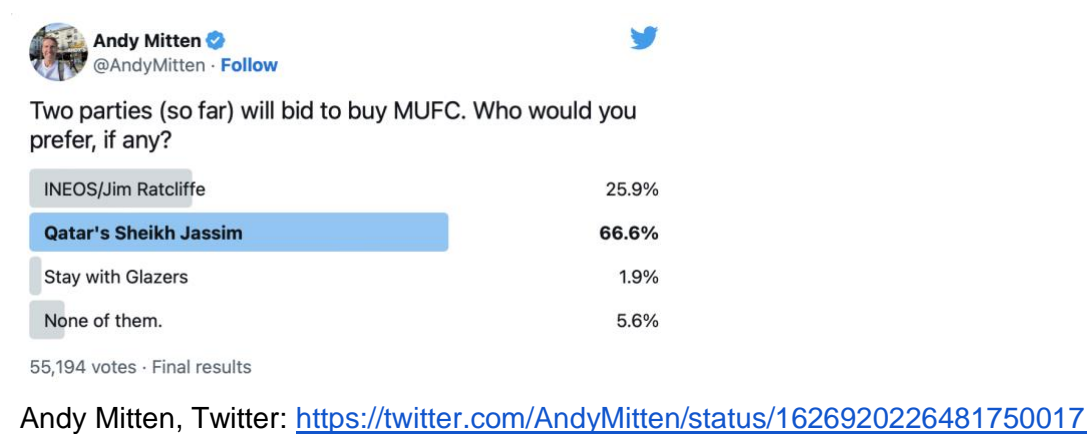 Andy Mitten
@AndyMitten · Follow
Two parties (so far) will bid to buy MUFC. Who would you
prefer, if any?
INEOS/Jim Ratcliffe 25.9%
Qatar's Sheikh Jassim 66.6%
Stay with Glazers 1.9%
None of them. 5.6%
55,194 votes · Final results
Andy Mitten, Twitter: https://twitter.com/AndyMitten/status/1626920226481750017